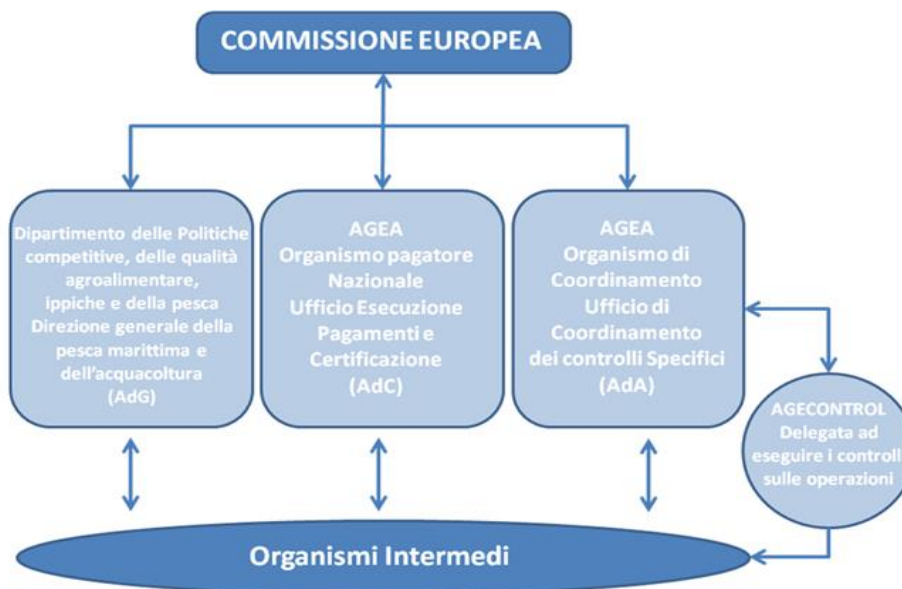 COMMISSIONE EUROPEA
Dipartimento delle Politiche
competitive, delle qualità
agroalimentare,
ippiche e della pesca
Direzione generale della
pesca marittima e
dell'acquacoltura
(AdG)
AGEA
Organismo pagatore
Nazionale
Ufficio Esecuzione
Pagamenti e
Certificazione
(AdC)
AGEA
Organismo di
Coordinamento
Ufficio di
Coordinamento
dei controlli Specifici
(AdA)
AGECONTROL
Delegata ad
eseguire i controlli
sulle operazioni
Organismi Intermedi